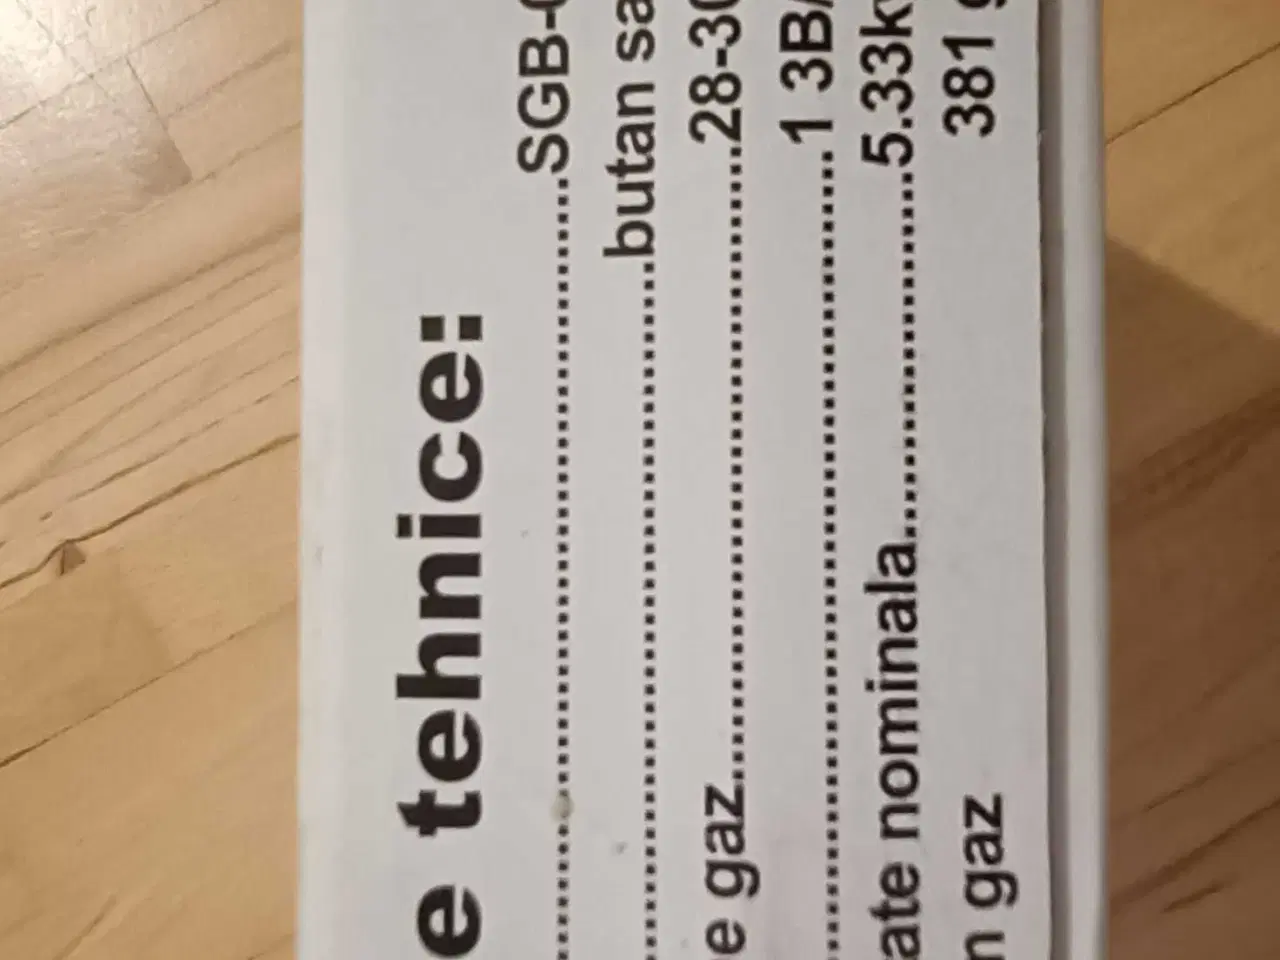 e tehnice:
SGB-
butan sa
e gaz 28-30
1 3B
ate nominala 5.33k
n gaz 381 g